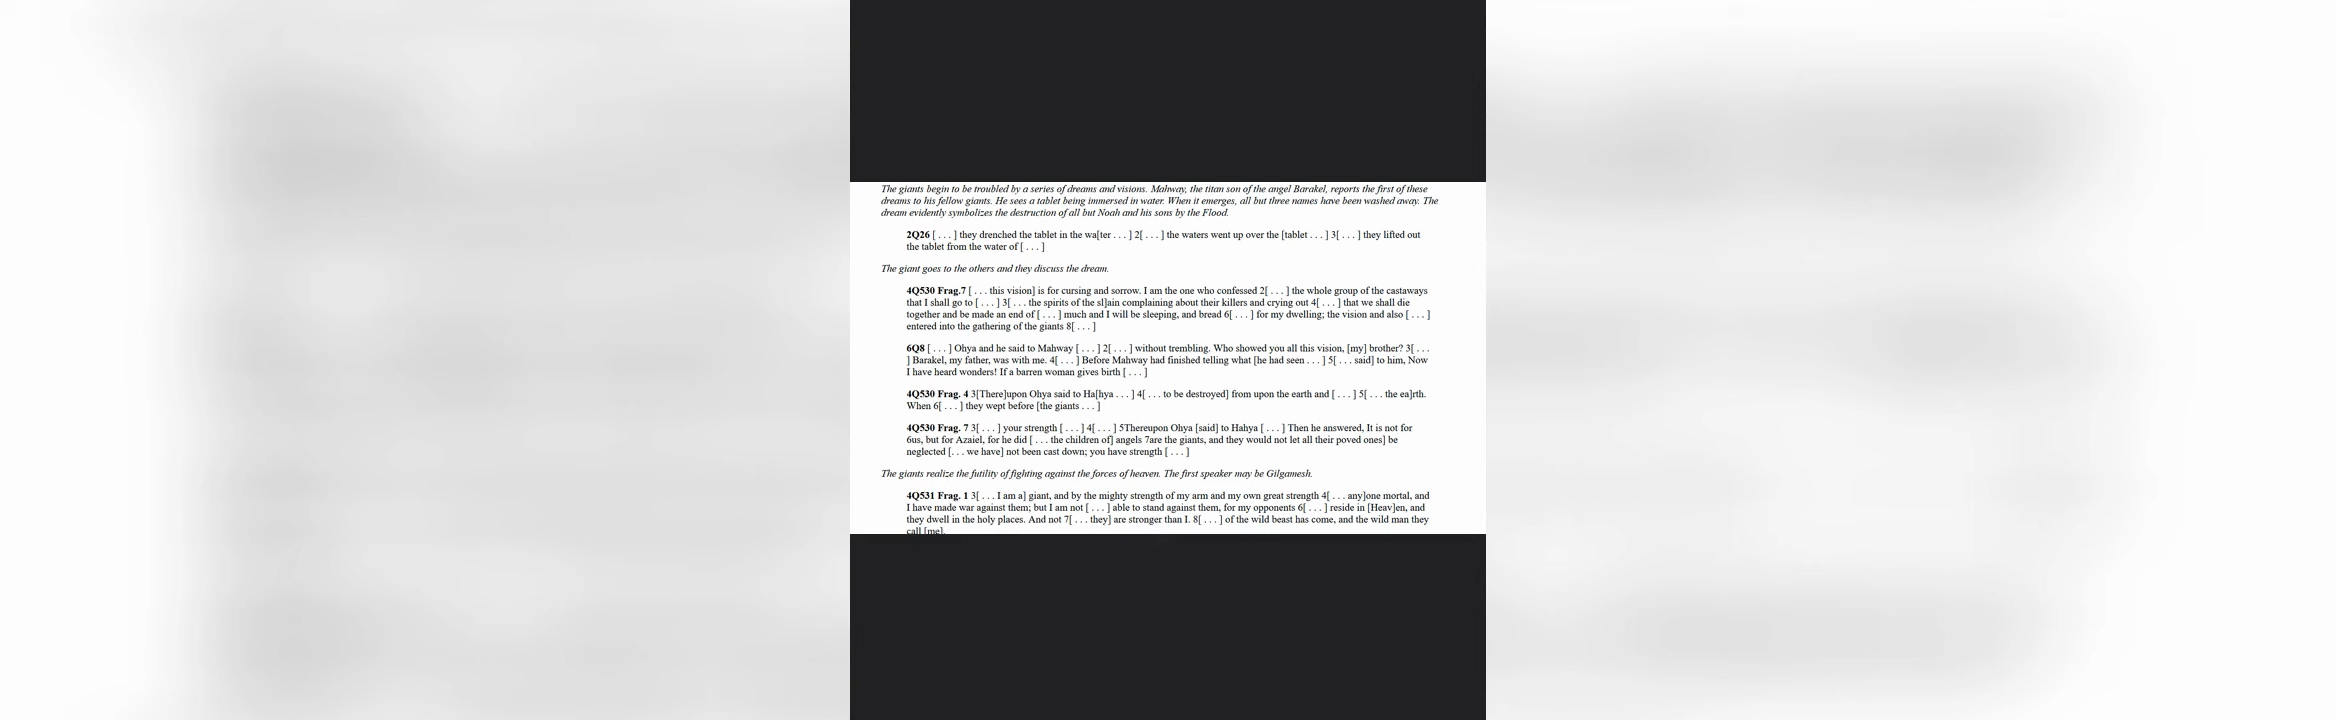 The giants begin to be troubled by a series of dreams and visions. Mahway, the titan son of the angel Barakel, reports the first of these
dreams to his fellow giants. He sees a tablet being immersed in water. When it emerges, all but three names have been washed away. The
dream evidently symbolizes the destruction of all but Noah and his sons by the Flood.
2Q26 [ . . . ] they drenched the tablet in the wa[ter . . . ] 2[ . . . ] the waters went up over the [tablet . . . ] 3[ . . . ] they lifted out
the tablet from the water of [ . . . ]
The giant goes to the others and they discuss the dream.
4Q530 Frag.7 [ . . . this vision] is for cursing and sorrow. I am the one who confessed 2[ . . . ] the whole group of the castaways
that I shall go to [ . . . ] 3[ . . . the spirits of the sl]ain complaining about their killers and crying out 4[ . . . ] that we shall die
together and be made an end of [ . . . ] much and I will be sleeping, and bread 6[ . . . ] for my dwelling; the vision and also [ . . . ]
entered into the gathering of the giants 8[ . . . ]
6Q8 [ . . . ] Ohya and he said to Mahway [ . . . ] 2[ . . . ] without trembling. Who showed you all this vision, [my] brother? 3[ . . .
] Barakel, my father, was with me. 4[ . . . ] Before Mahway had finished telling what [he had seen . . . ] 5[ . . . said] to him, Now
I have heard wonders! If a barren woman gives birth [ . . . ]
4Q530 Frag. 4 3[There]upon Ohya said to Ha[hya . . . ] 4[ . . . to be destroyed] from upon the earth and [ . . . ] 5[ . . . the ea]rth.
When 6[ . . . ] they wept before [the giants . . . ]
4Q530 Frag. 7 3[ . . . ] your strength [ . . . ] 4[ . . . ] 5Thereupon Ohya [said] to Hahya [ . . . ] Then he answered, It is not for
6us, but for Azaiel, for he did [ . . . the children of] angels 7are the giants, and they would not let all their poved ones] be
neglected [. . . we have] not been cast down; you have strength [ . . . ]
The giants realize the futility of fighting against the forces of heaven. The first speaker may be Gilgamesh.
4Q531 Frag. 1 3[ . . . I am a] giant, and by the mighty strength of my arm and my own great strength 4[ . . . any]one mortal, and
I have made war against them; but I am not [ . . . ] able to stand against them, for my opponents 6[ . . . ] reside in [Heav]en, and
they dwell in the holy places. And not 7[ . . . they] are stronger than I. 8[ . . . ] of the wild beast has come, and the wild man they
call [me].